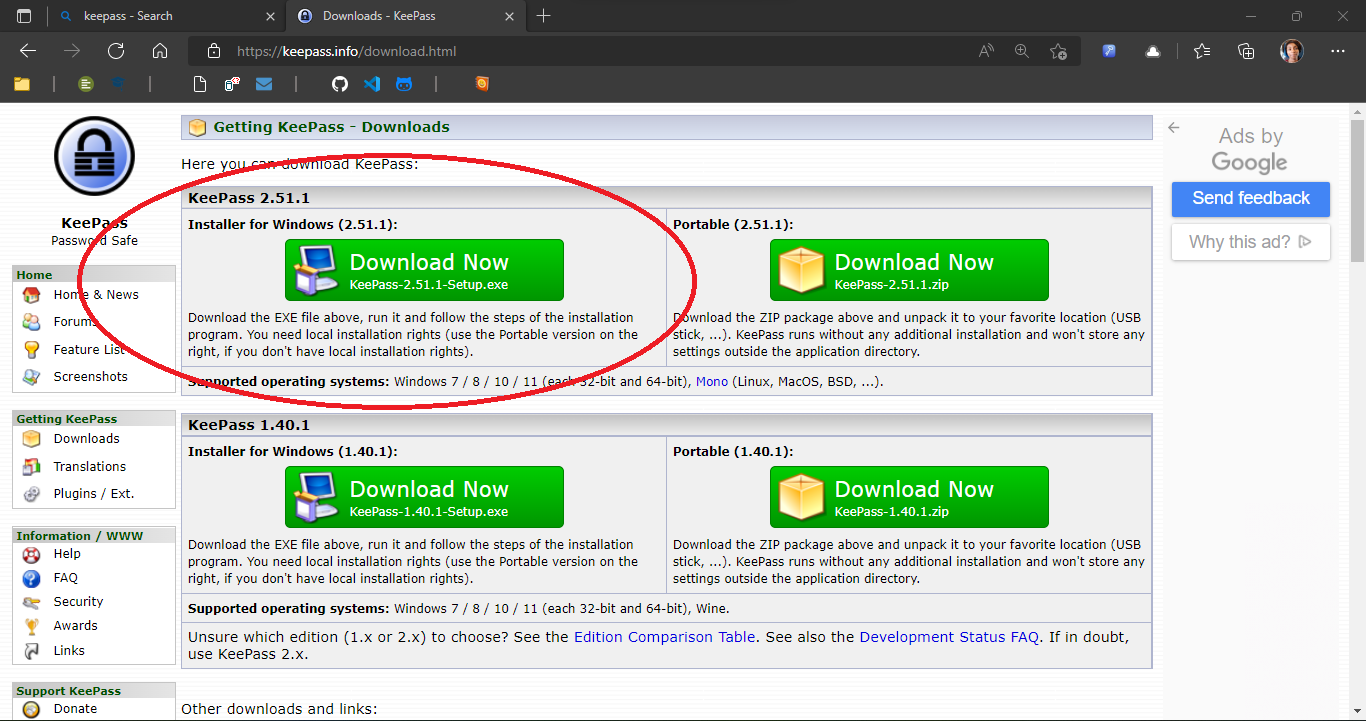 keepass - Search
Downloads - KeePass
https://keepass.info/download.html
KeePass
Password Safe
Home
Home & News
Forums
Feature List
Screenshots
Getting KeePass
Downloads
Translations
Plugins / Ext.
Information / WWW
Help
FAQ
Security
Awards
Links
Support KeePass
Donate
Getting KeePass - Downloads
Here you can download KeePass:
KeePass 2.51.1
Installer for Windows (2.51.1):
Download Now
KeePass-2.51.1-Setup.exe
Download the EXE file above, run it and follow the steps of the installation
program. You need local installation rights (use the Portable version on the
right, if you don't have local installation rights).
Portable (2.51.1):
Download Now
KeePass-2.51.1.zip
Download the ZIP package above and unpack it to your favorite location (USB
stick, ...). KeePass runs without any additional installation and won't store any
settings outside the application directory.
Supported operating systems: Windows 7 / 8 / 10 / 11 (each 32-bit and 64-bit), Mono (Linux, MacOS, BSD, ...).
KeePass 1.40.1
Installer for Windows (1.40.1):
Download Now
KeePass-1.40.1-Setup.exe
Download the EXE file above, run it and follow the steps of the installation
program. You need local installation rights (use the Portable version on the
right, if you don't have local installation rights).
Portable (1.40.1):
Download Now
KeePass-1.40.1.zip
Download the ZIP package above and unpack it to your favorite location (USB
stick, ...). KeePass runs without any additional installation and won't store any
settings outside the application directory.
Supported operating systems: Windows 7 / 8 / 10 / 11 (each 32-bit and 64-bit), Wine.
Unsure which edition (1.x or 2.x) to choose? See the Edition Comparison Table. See also the Development Status FAQ. If in doubt,
use KeePass 2.x.
Other downloads and links:
Ads by
Google
Send feedback
Why this ad?